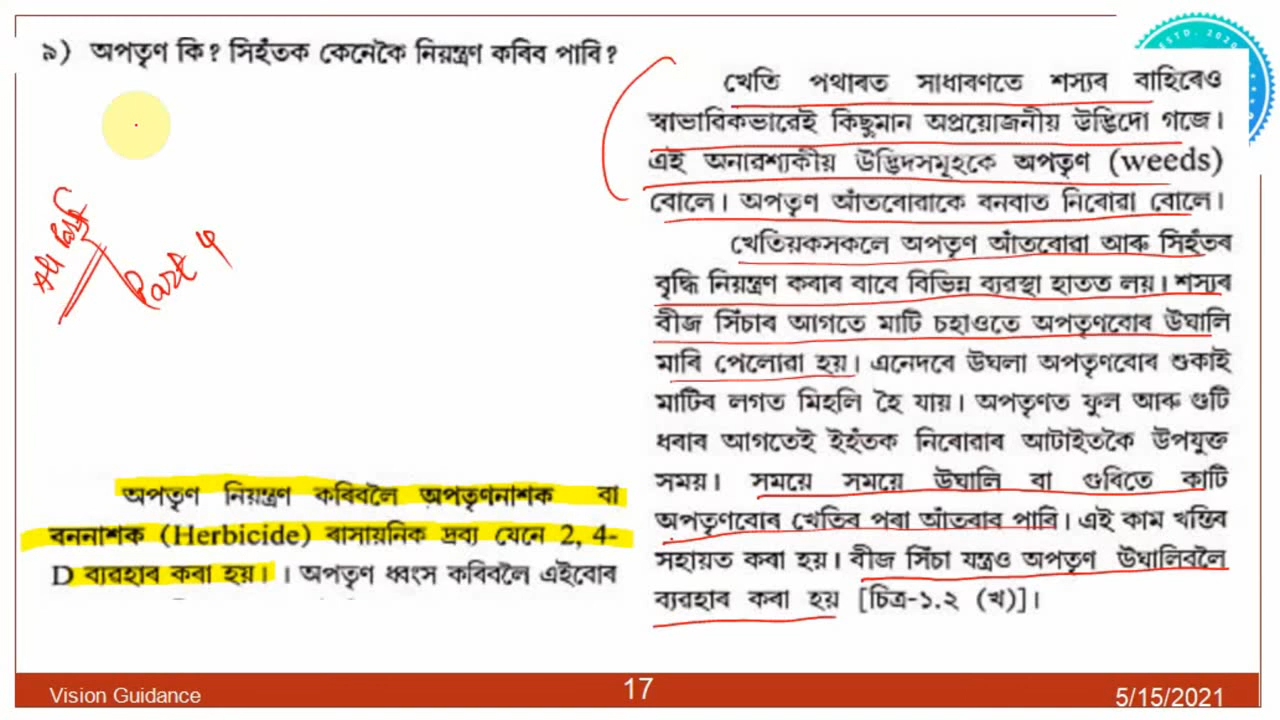 ৯) অপতৃণ কি? সিহঁতক কেনেকৈ নিয়ন্ত্ৰণ কৰিব পাৰি?
খেতি পথাৰত সাধাৰণতে শস্যৰ বাহিৰেও
স্বাভাবিকভাৱেই কিছুমান অপ্ৰয়োজনীয় উদ্ভিদো গজে।
এই অনাৱশ্যকীয় উদ্ভিদসমূহকে অপতৃণ (weeds)
বোলে। অপতৃণ আঁতৰোৱাকে বনবাত নিৰোৱা বোলে।
খেতিয়কসকলে অপতৃণ আঁতৰোৱা আৰু সিহঁতৰ
বৃদ্ধি নিয়ন্ত্ৰণ কৰাৰ বাবে বিভিন্ন ব্যৱস্থা হাতত লয়। শস্যৰ
বীজ সিঁচাৰ আগতে মাটি চহাওতে অপতৃণবোৰ উঘালি
মাৰি পেলোৱা হয়। এনেদৰে উঘলা অপতৃণবোৰ শুকাই
মাটিৰ লগত মিহলি হৈ যায়। অপতৃণত ফুল আৰু গুটি
ধৰাৰ আগতেই ইহঁতক নিৰোৱাৰ আটাইতকৈ উপযুক্ত
সময়। সময়ে সময়ে উঘালি বা গুৰিতে কাটি
অপতৃণবোৰ খেতিৰ পৰা আঁতৰাব পাৰি। এই কাম খন্তিৰ
সহায়ত কৰা হয়। বীজ সিঁচা যন্ত্ৰও অপতৃণ উঘালিবলৈ
ব্যৱহাৰ কৰা হয় [চিত্ৰ-১.২ (খ)]।
Part 4
অপতৃণ নিয়ন্ত্ৰণ কৰিবলৈ অপতৃণনাশক বা
বননাশক (Herbicide) ৰাসায়নিক দ্ৰব্য যেনে 2, 4-
D ব্যৱহাৰ কৰা হয়। । অপতৃণ ধ্বংস কৰিবলৈ এইবোৰ
Vision Guidance
17
5/15/2021